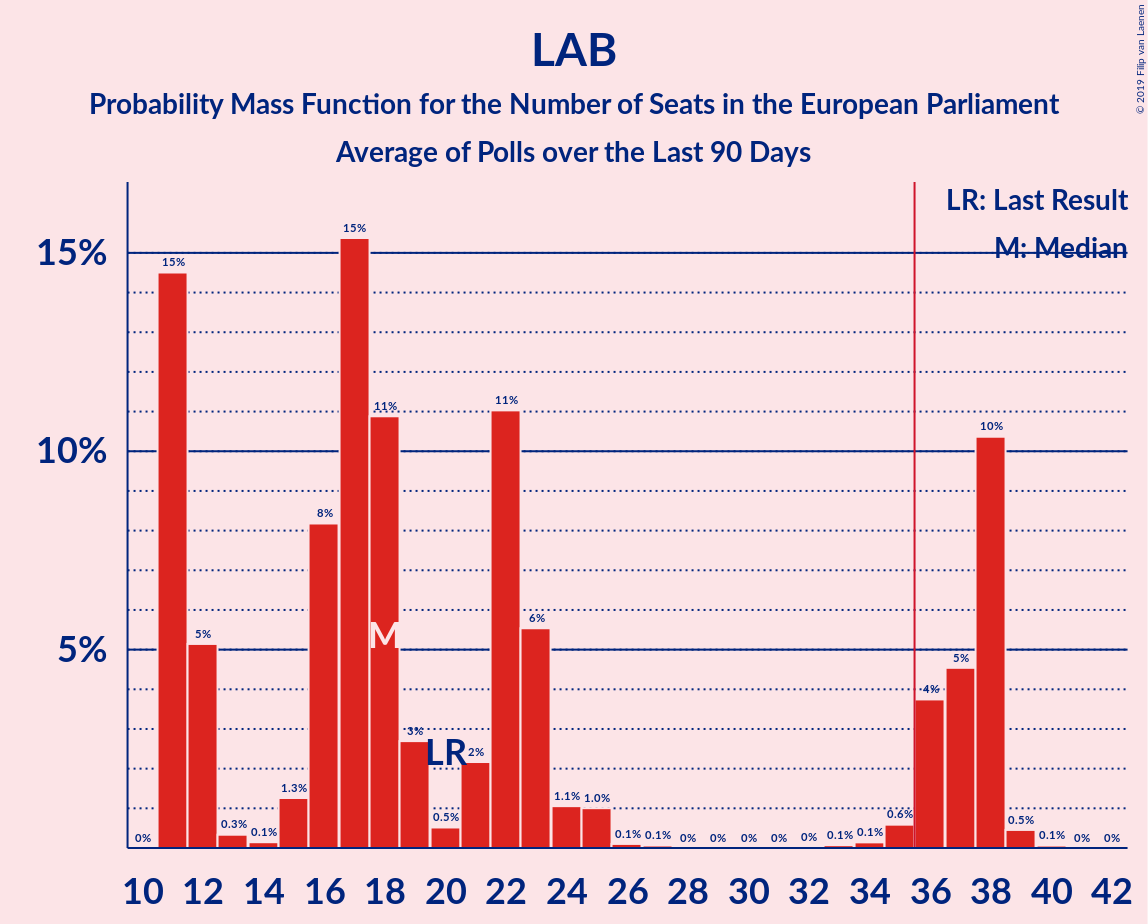 LAB
Probability Mass Function for the Number of Seats in the European Parliament
Average of Polls over the Last 90 Days
© 2019 Filip van Laenen
LR: Last Result
M: Median
15%
10%
5%
0% 15% 5% 0.3% 0.1% 1.3% 8% 15% 11% 3% 0.5% 2% 11% 6% 1.1% 1.0% 0.1% 0.1% 0% 0% 0% 0% 0% 0.1% 0.1% 0.6% 4% 5% 10% 0.5% 0.1% 0% 0%
M
LR
10 12 14 16 18 20 22 24 26 28 30 32 34 36 38 40 42